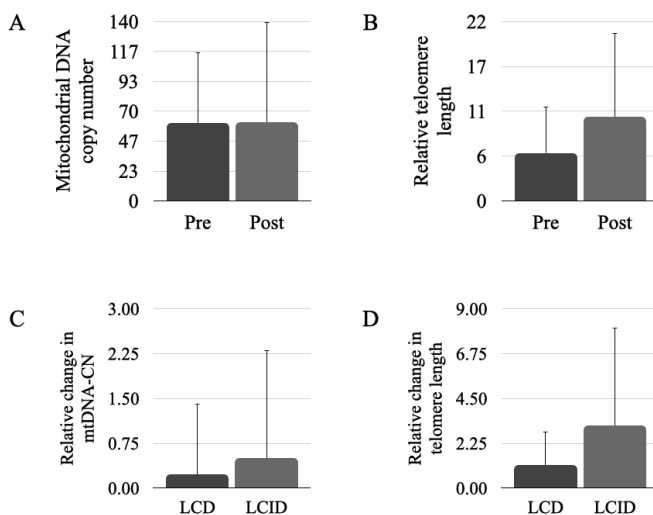 A
Mitochondrial DNA
copy number
140
117
93
70
47
23
0
Pre
Post
B
Relative teloemere
length
22
17
11
6
0
Pre
Post
C
Relative change in
mtDNA-CN
3.00
2.25
1.50
0.75
0.00
LCD
LCID
D
Relative change in
telomere length
9.00
6.75
4.50
2.25
0.00
LCD
LCID